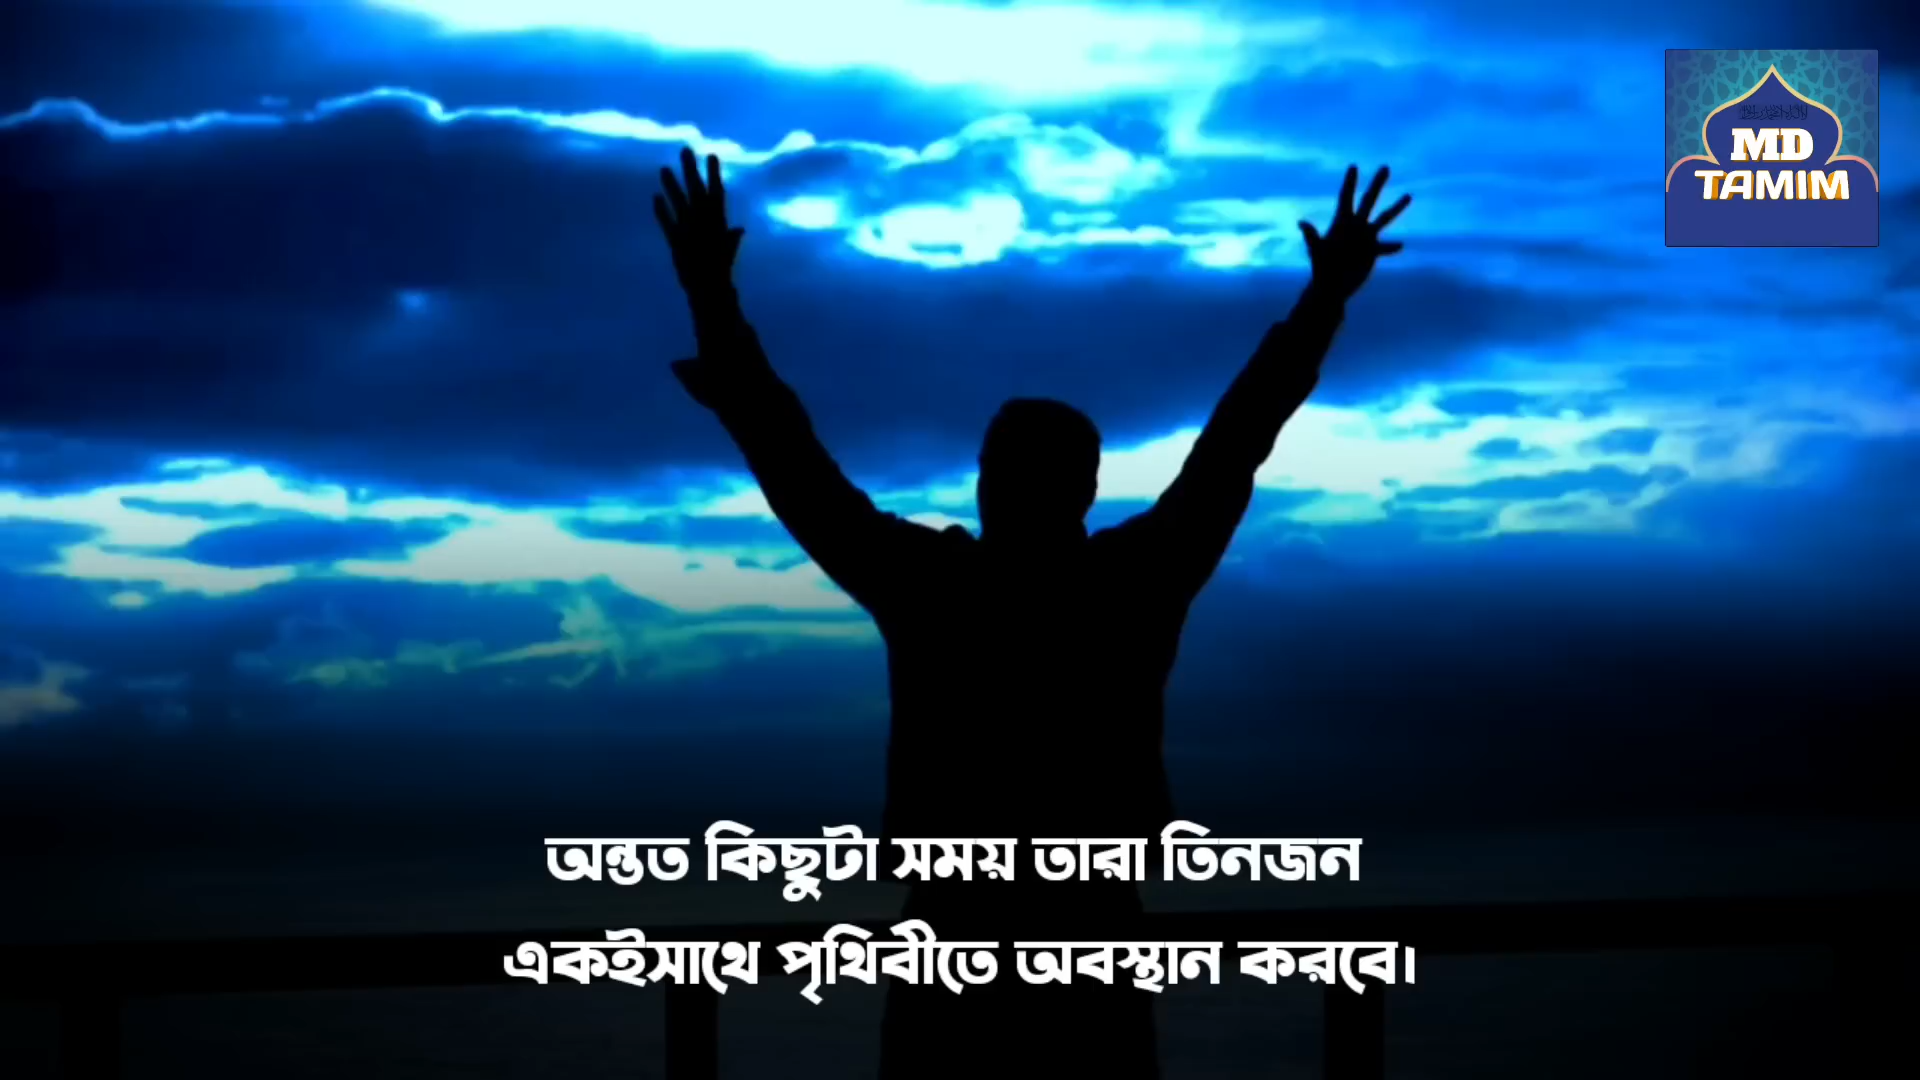 MD
TAMIM
অন্তত কিছুটা সময় তারা তিনজন
একইসাথে পৃথিবীতে অবস্থান করবে।